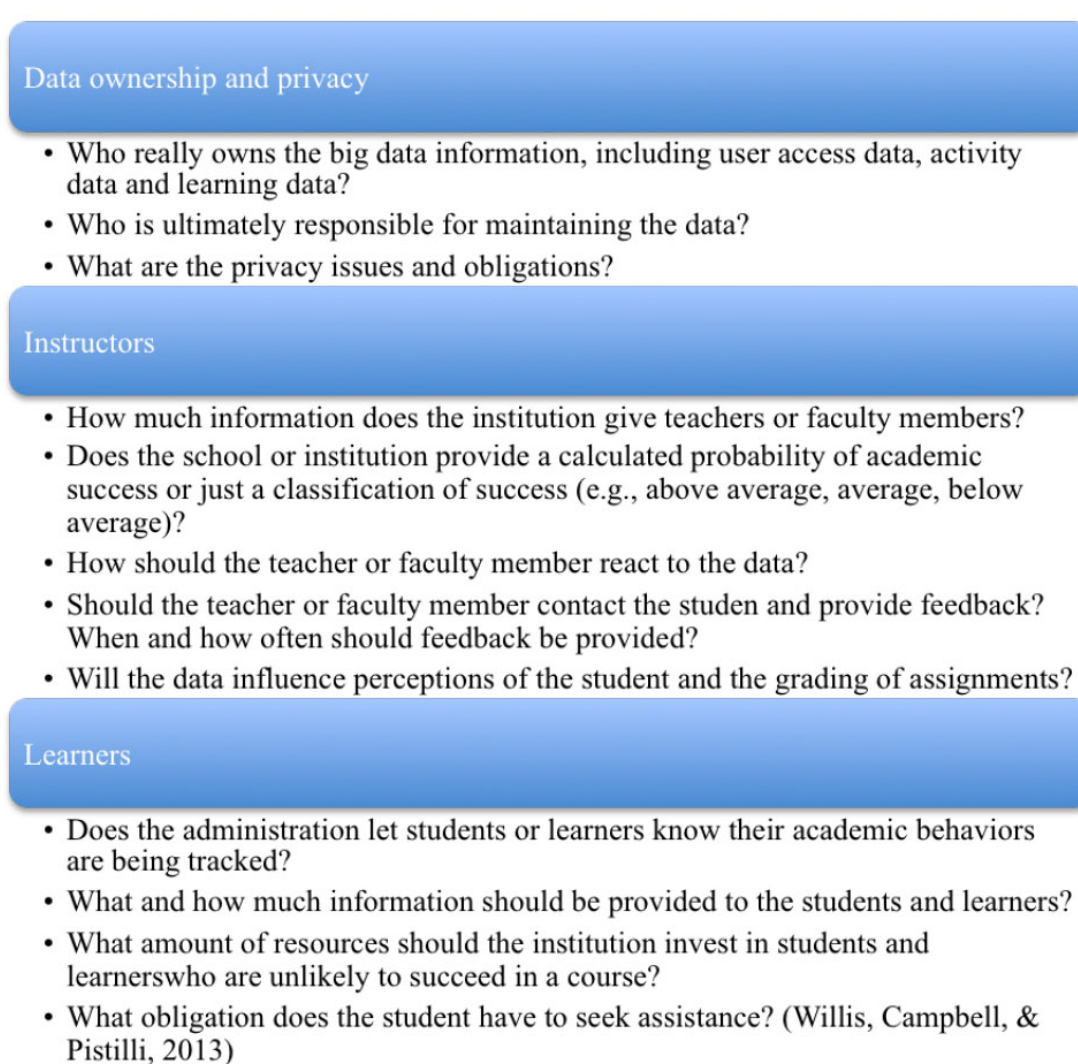 Data ownership and privacy
• Who really owns the big data information, including user access data, activity
data and learning data?
• Who is ultimately responsible for maintaining the data?
• What are the privacy issues and obligations?
Instructors
• How much information does the institution give teachers or faculty members?
• Does the school or institution provide a calculated probability of academic
success or just a classification of success (e.g., above average, average, below
average)?
• How should the teacher or faculty member react to the data?
• Should the teacher or faculty member contact the studen and provide feedback?
When and how often should feedback be provided?
• Will the data influence perceptions of the student and the grading of assignments?
Learners
• Does the administration let students or learners know their academic behaviors
are being tracked?
• What and how much information should be provided to the students and learners?
• What amount of resources should the institution invest in students and
learnerswho are unlikely to succeed in a course?
• What obligation does the student have to seek assistance? (Willis, Campbell, &
Pistilli, 2013)